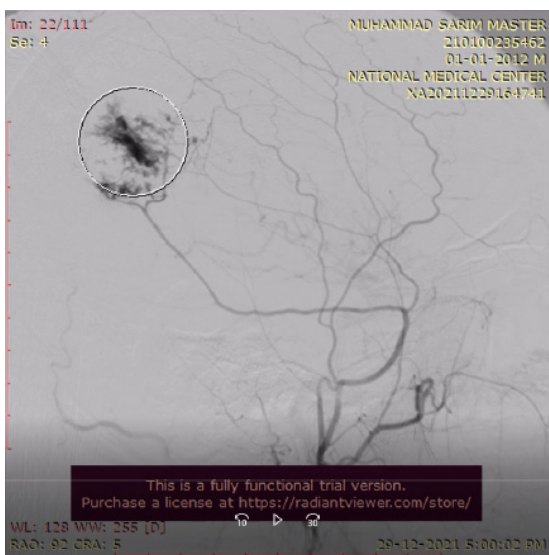 Im: 22/111
Se: 4
MUHAMMAD SARIM MASTER
210100235462
01-01-2012 M
NATIONAL MEDICAL CENTER
XA20211229164741
This is a fully functional trial version.
Purchase a license at https://radiantviewer.com/store/
10
30
WL: 128 WW: 255 [D]
RAO: 92 CRA: 5
29-12-2021 5:00:02 PM